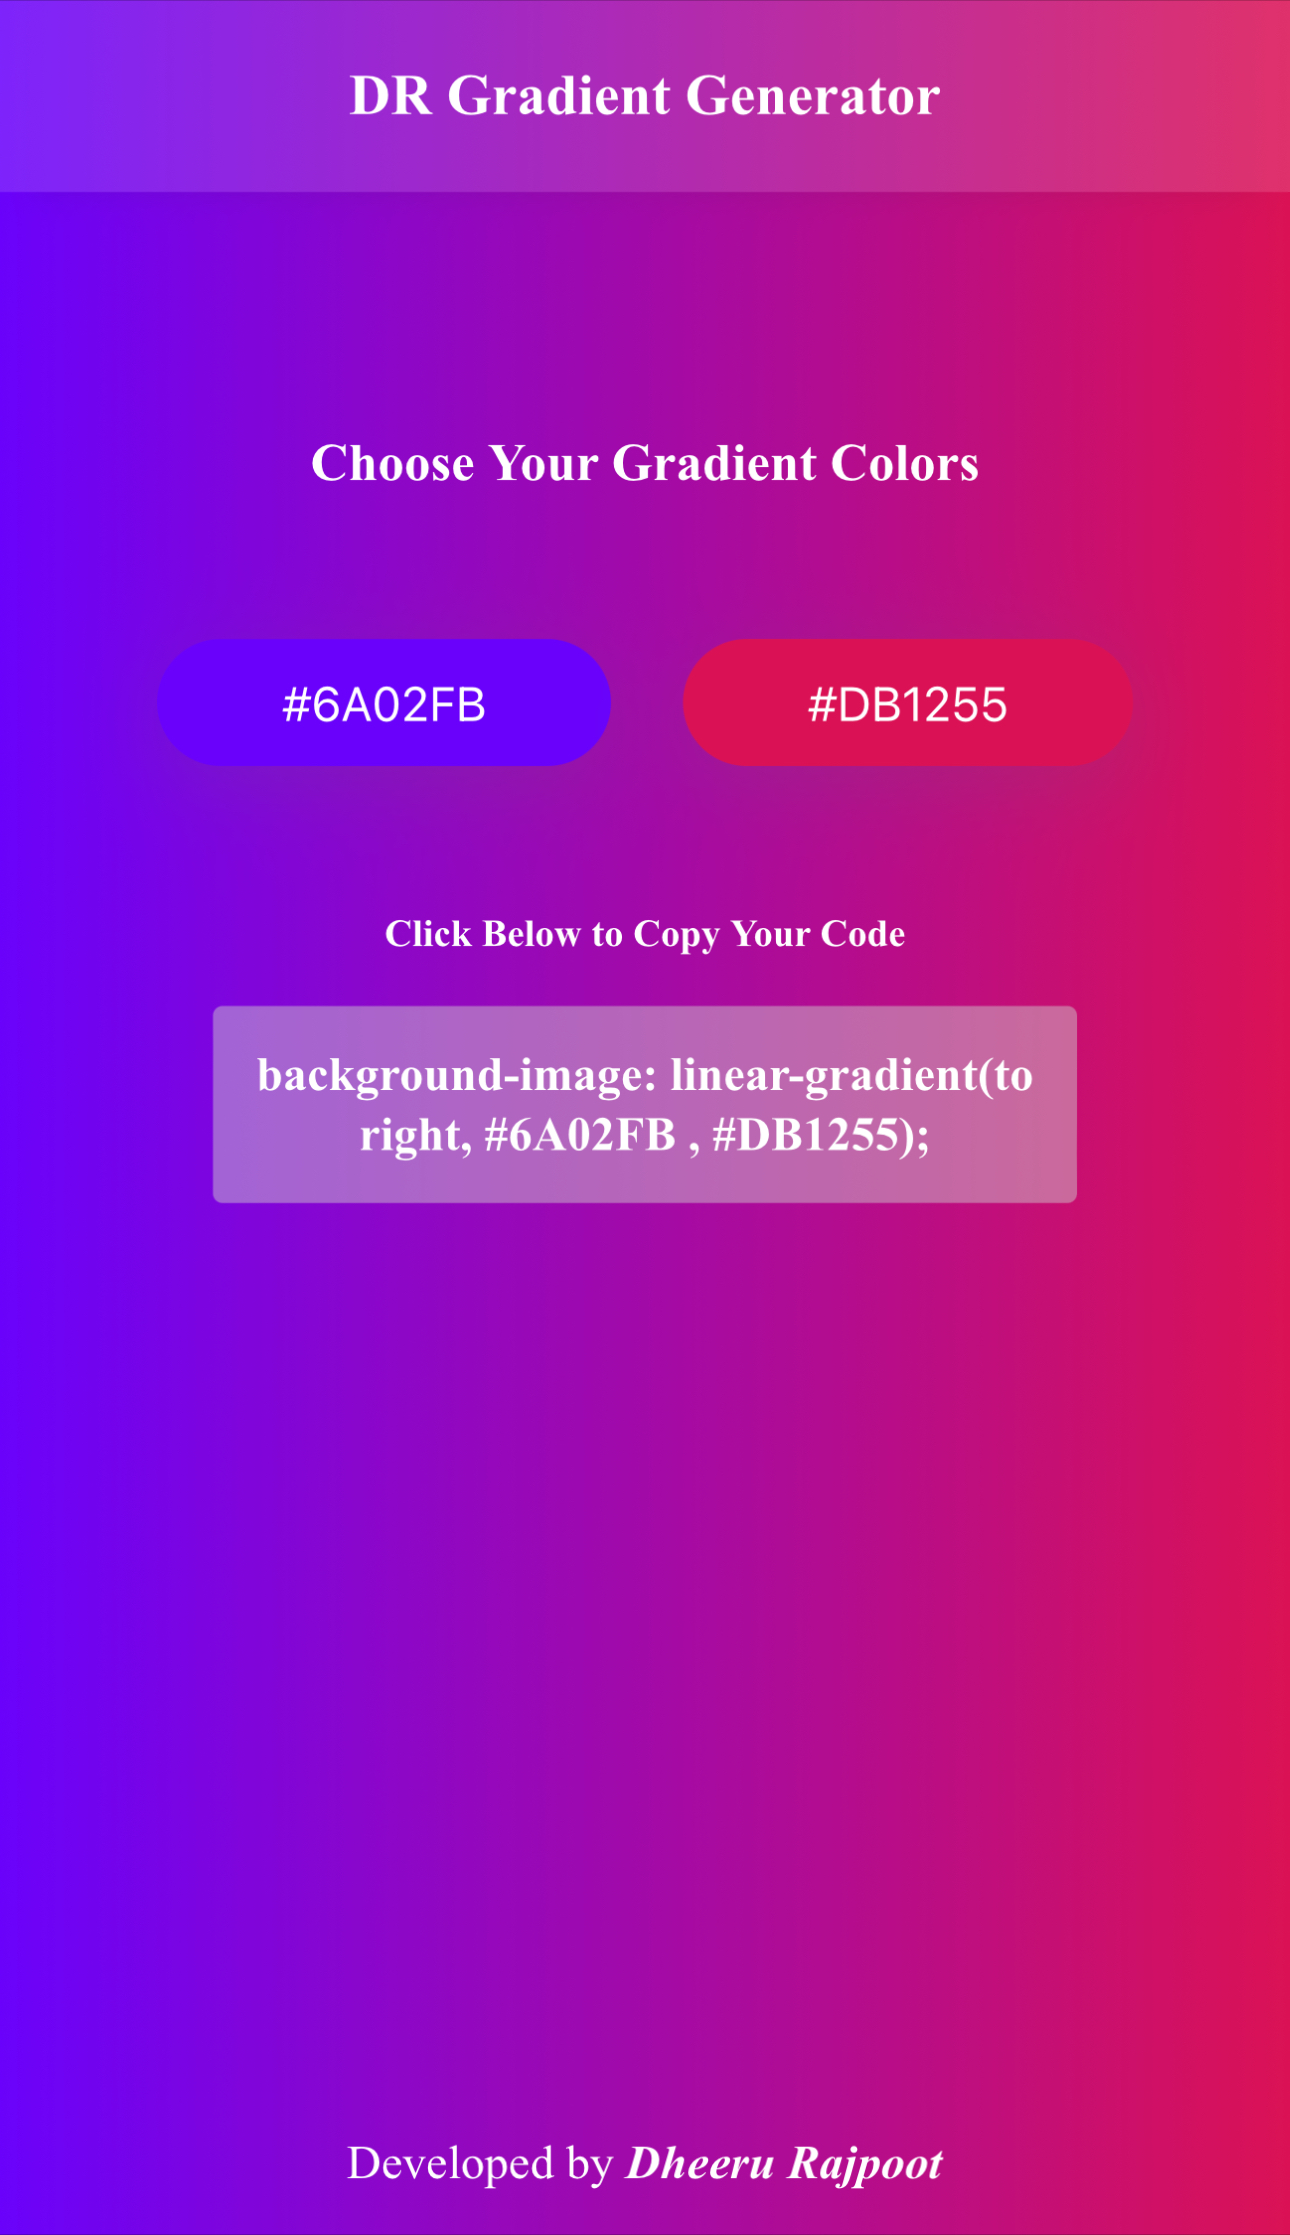 DR Gradient Generator
Choose Your Gradient Colors
#6A02FB
#DB1255
Click Below to Copy Your Code
background-image: linear-gradient(to
right, #6A02FB , #DB1255);
Developed by Dheeru Rajpoot